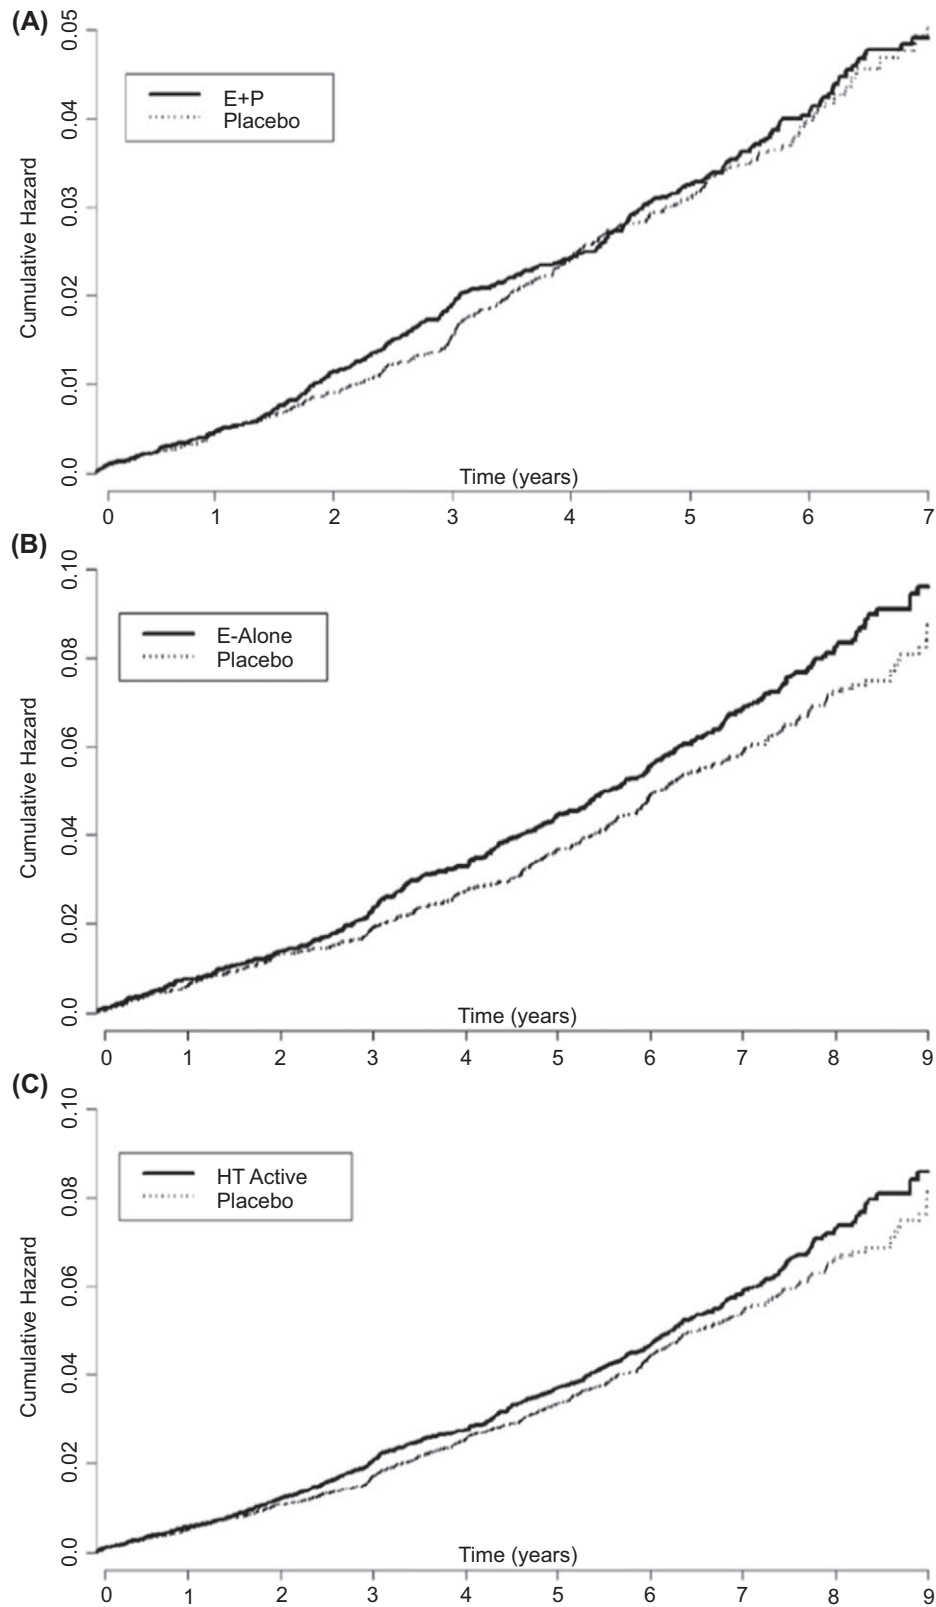 (A)
0.05
0.04
0.03
0.02
0.01
0.0
Cumulative Hazard
E+P
Placebo
Time (years)
0 1 2 3 4 5 6 7
(B)
0.10
0.08
0.06
0.04
0.02
0.0
Cumulative Hazard
E-Alone
Placebo
Time (years)
0 1 2 3 4 5 6 7 8 9
(C)
0.10
0.08
0.06
0.04
0.02
0.0
Cumulative Hazard
HT Active
Placebo
Time (years)
0 1 2 3 4 5 6 7 8 9